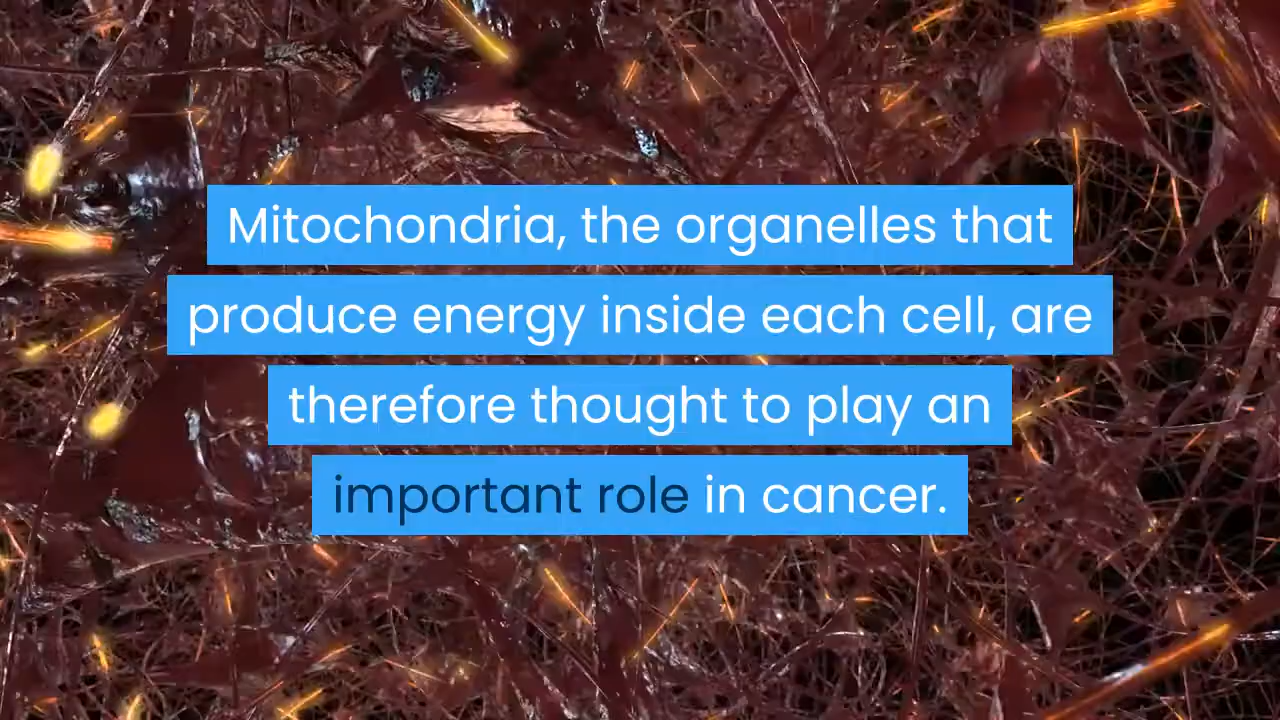 Mitochondria, the organelles that
produce energy inside each cell, are
therefore thought to play an
important role in cancer.